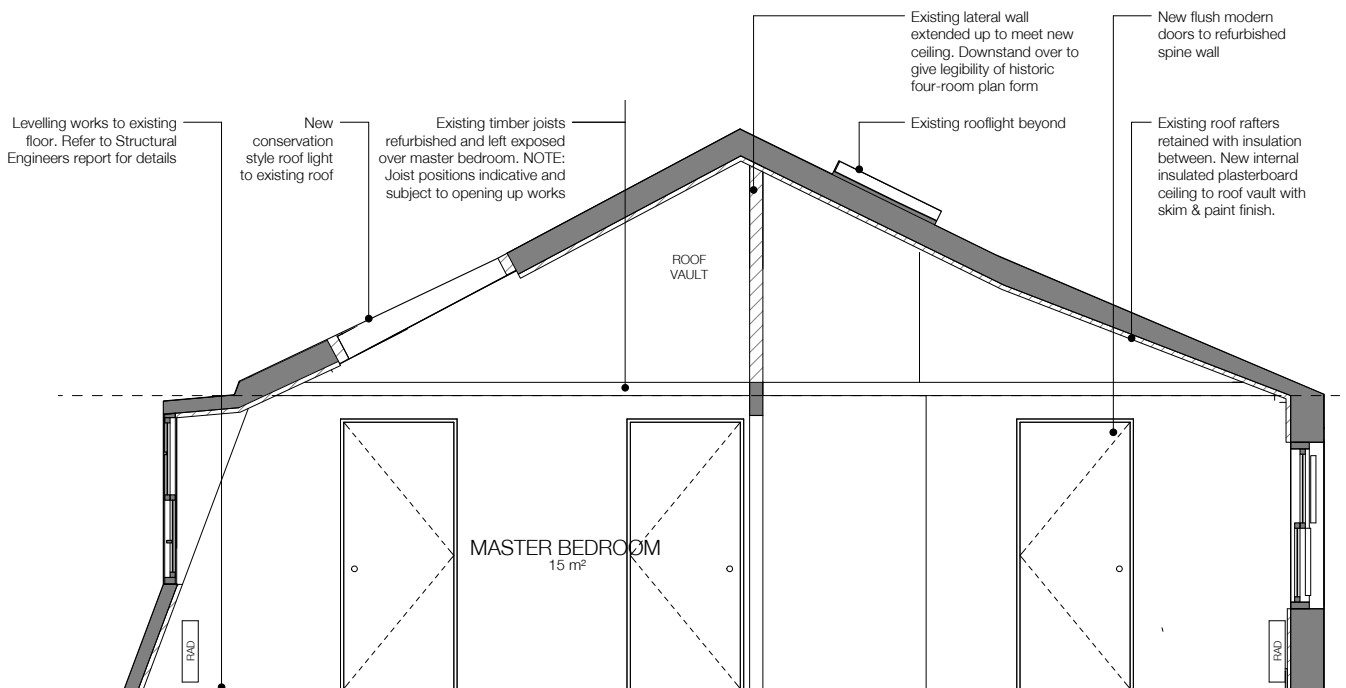 Existing lateral wall
extended up to meet new
ceiling. Downstand over to
give legibility of historic
four-room plan form
New flush modern
doors to refurbished
spine wall
Levelling works to existing
floor. Refer to Structural
Engineers report for details
New
conservation
style roof light
to existing roof
Existing timber joists
refurbished and left exposed
over master bedroom. NOTE:
Joist positions indicative and
subject to opening up works
Existing rooflight beyond
Existing roof rafters
retained with insulation
between. New internal
insulated plasterboard
ceiling to roof vault with
skim & paint finish.
ROOF
VAULT
MASTER BEDROOM
15 m²
RAD
RAD